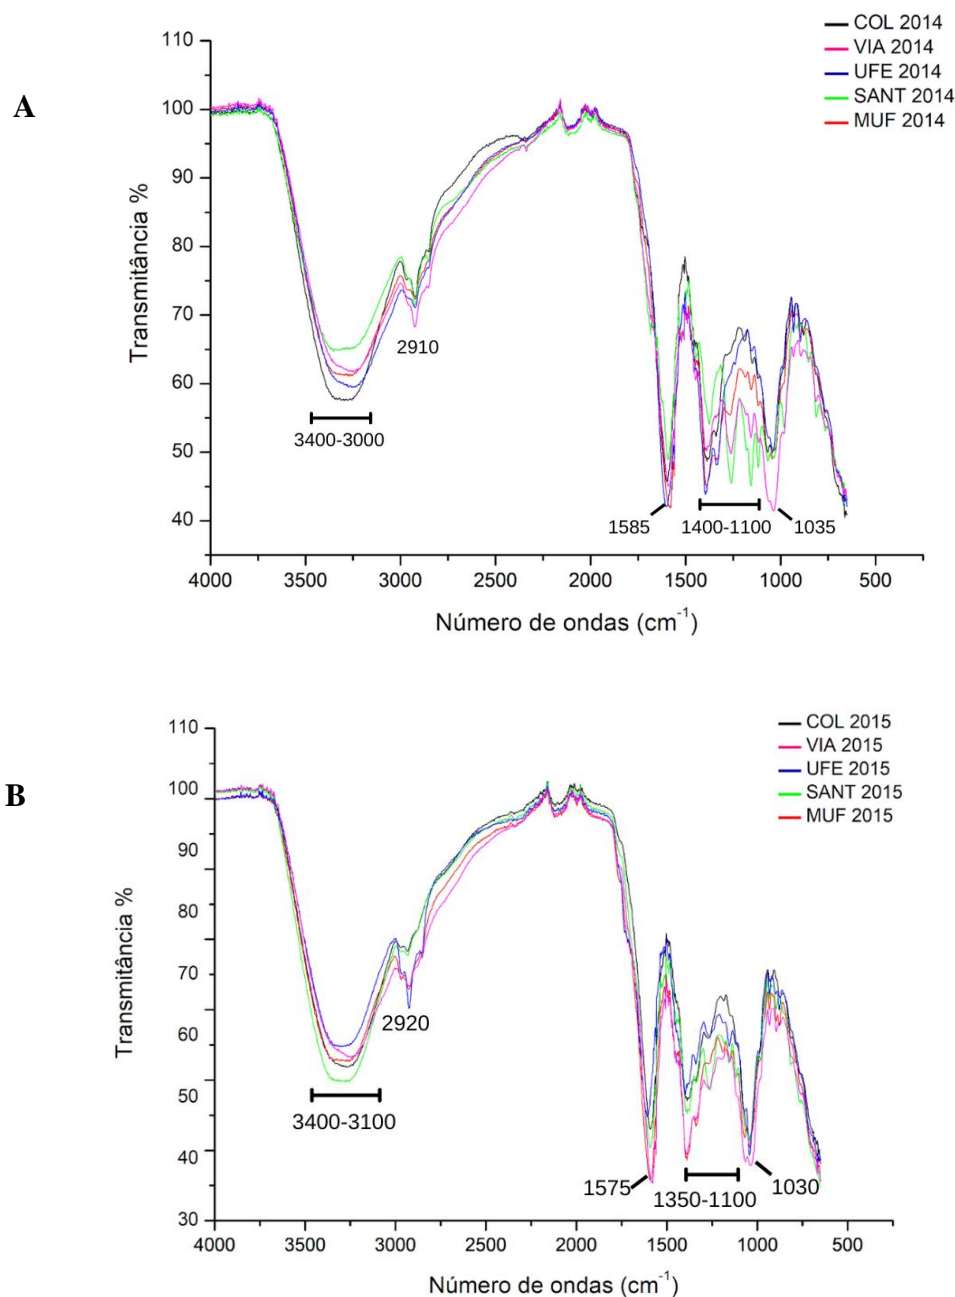 A
COL 2014
VIA 2014
UFE 2014
SANT 2014
MUF 2014
Transmitância %
110
100
90
80
70
60
50
40
2910
3400-3000
1585
1400-1100
1035
4000
3500
3000
2500
2000
1500
1000
500
Número de ondas (cm⁻¹)
B
COL 2015
VIA 2015
UFE 2015
SANT 2015
MUF 2015
Transmitância %
110
100
90
80
70
60
50
50
40
30
2920
3400-3100
1575
1350-1100
1030
4000
3500
3000
2500
2000
1500
1000
500
Número de ondas (cm⁻¹)